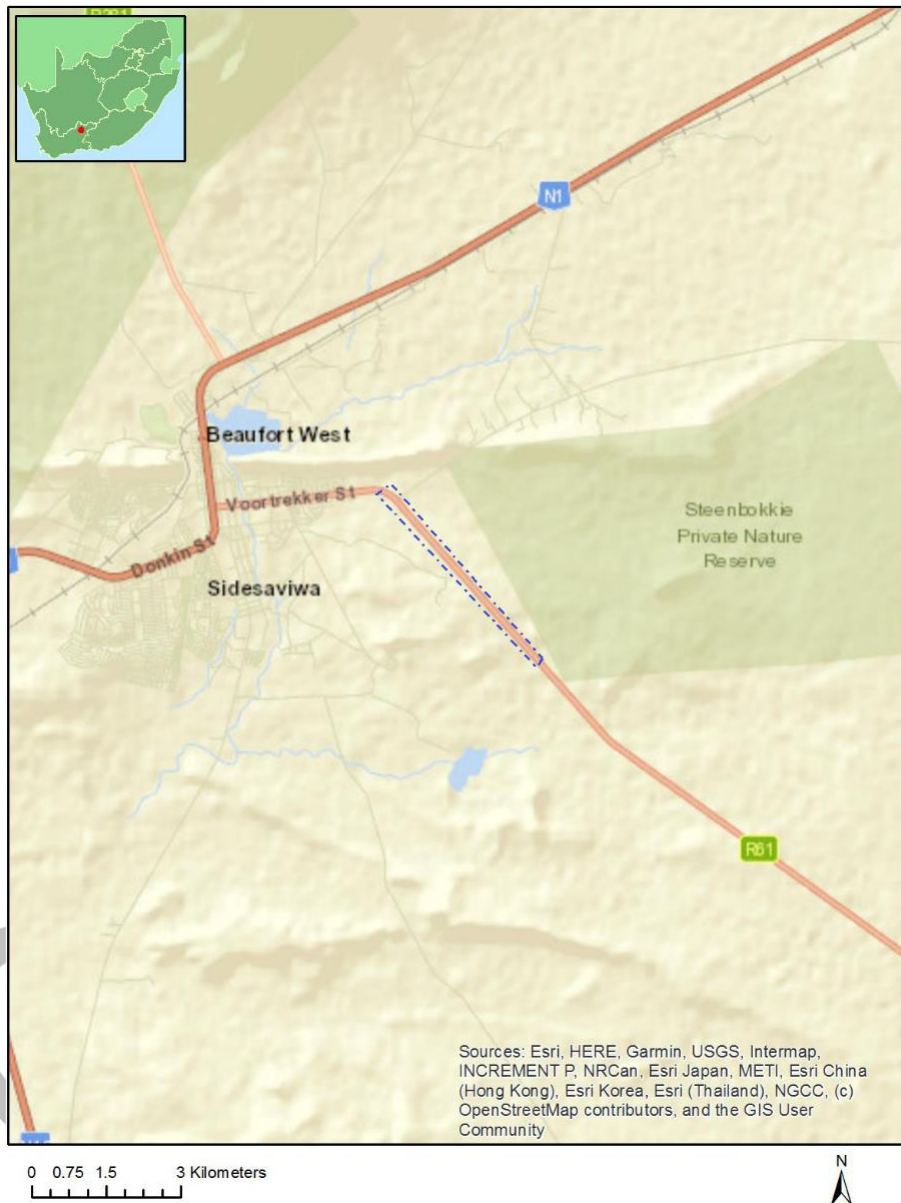 N1
Beaufort West
Voortrekker St
Donkin St
Sidesaviwa
Steenbokkie
Private Nature
Reserve
R61
Sources: Esri, HERE, Garmin, USGS, Intermap,
INCREMENT P, NRCan, Esri Japan, METI, Esri China
(Hong Kong), Esri Korea, Esri (Thailand), NGCC, (c)
OpenStreetMap contributors, and the GIS User
Community
0 0.75 1.5 3 Kilometers
N